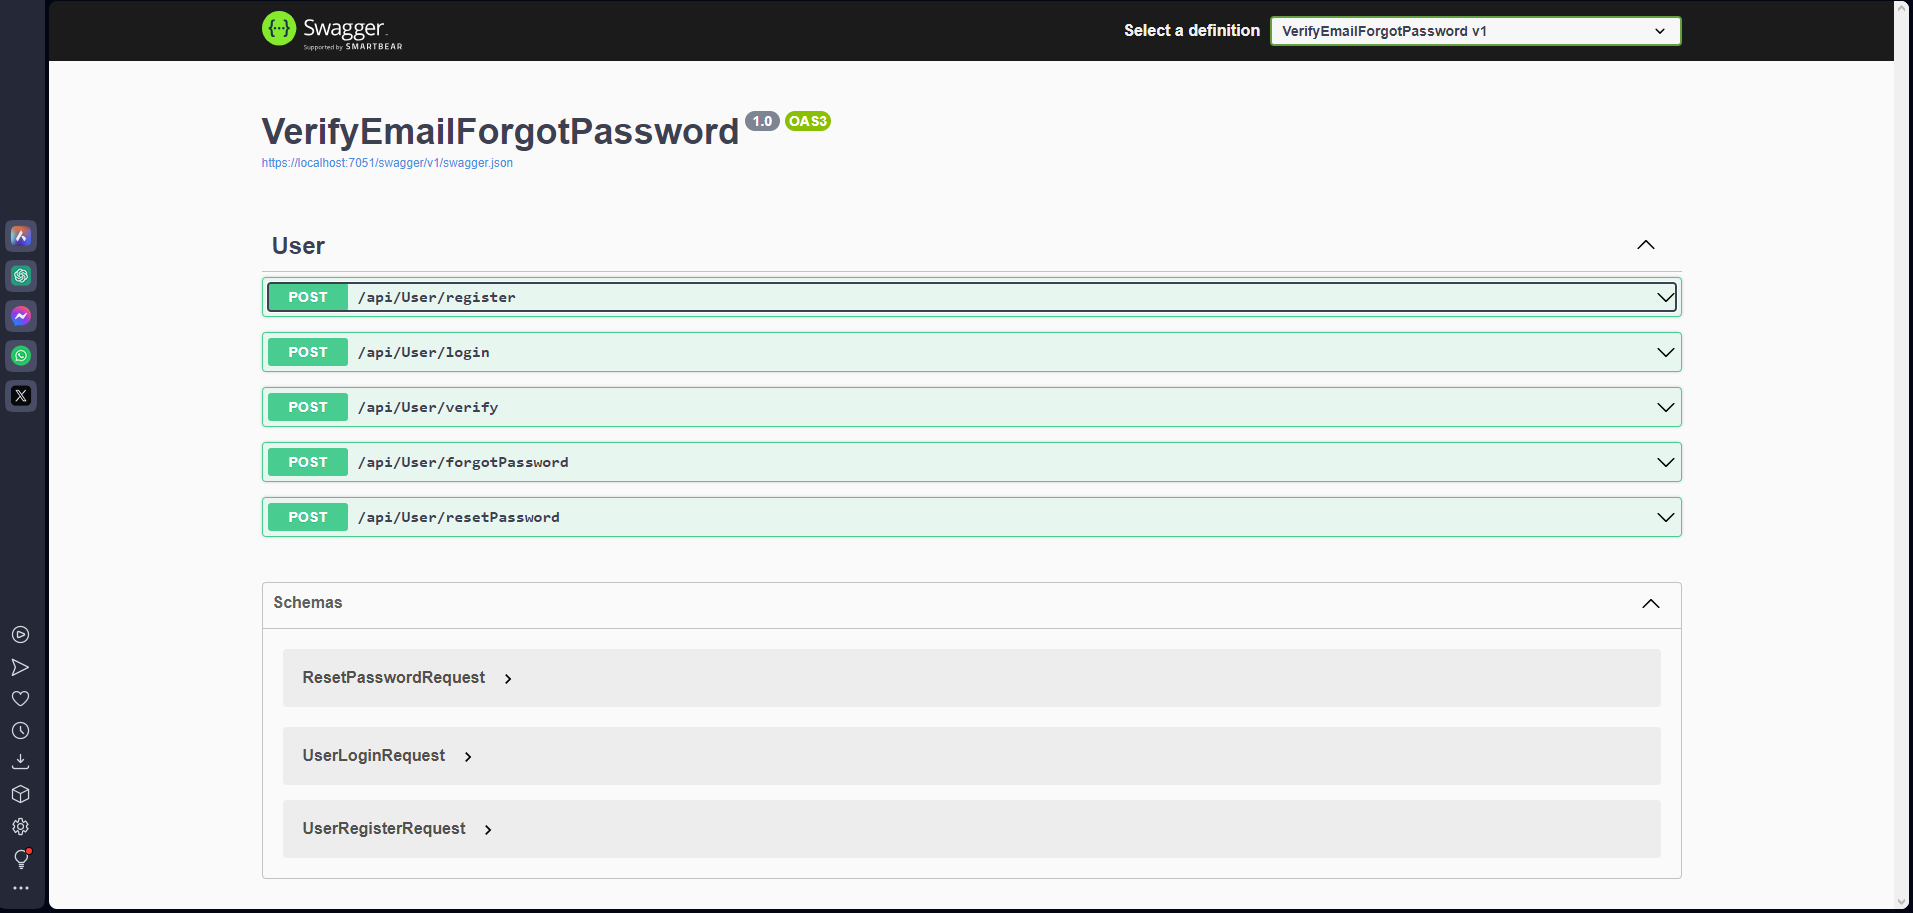 Swagger
Supported by SMARTBEAR
Select a definition
VerifyEmailForgotPassword v1
VerifyEmailForgotPassword 1.0 OAS3
https://localhost:7051/swagger/v1/swagger.json
User
POST /api/User/register
POST /api/User/login
POST /api/User/verify
POST /api/User/forgotPassword
POST /api/User/resetPassword
Schemas
ResetPasswordRequest
UserLoginRequest
UserRegisterRequest